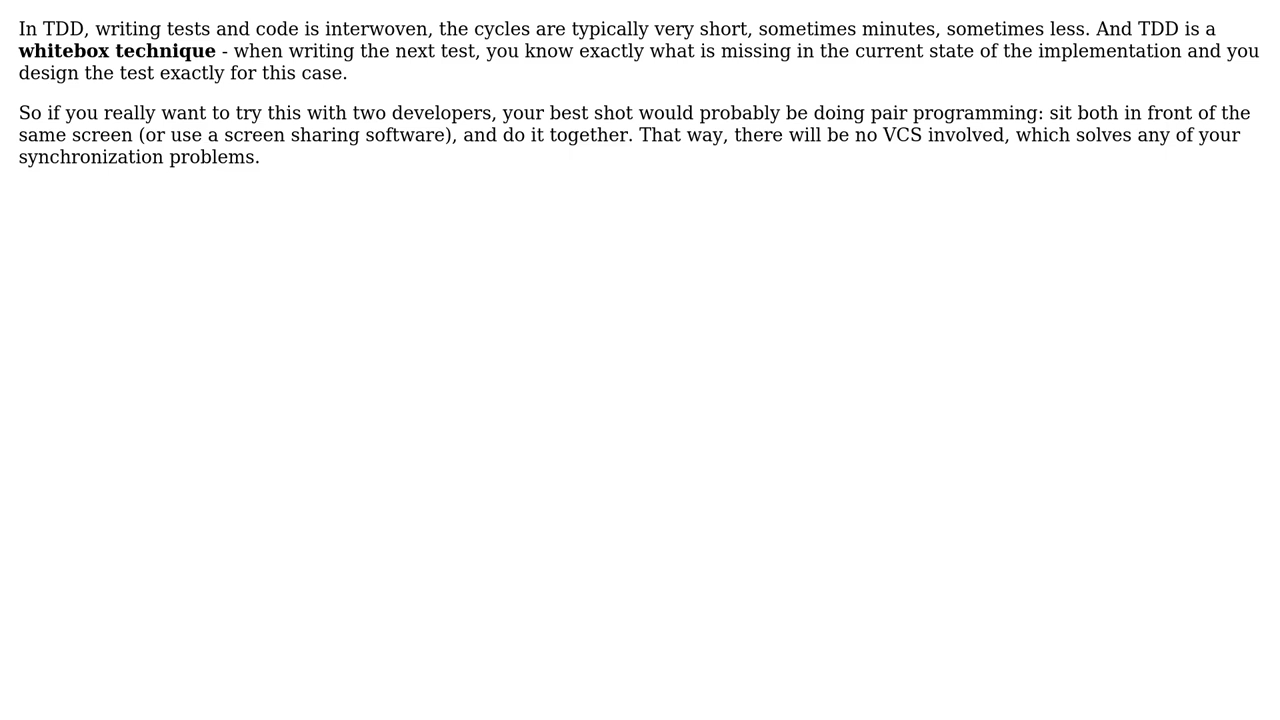 In TDD, writing tests and code is interwoven, the cycles are typically very short, sometimes minutes, sometimes less. And TDD is a
whitebox technique - when writing the next test, you know exactly what is missing in the current state of the implementation and you
design the test exactly for this case.
So if you really want to try this with two developers, your best shot would probably be doing pair programming: sit both in front of the
same screen (or use a screen sharing software), and do it together. That way, there will be no VCS involved, which solves any of your
synchronization problems.